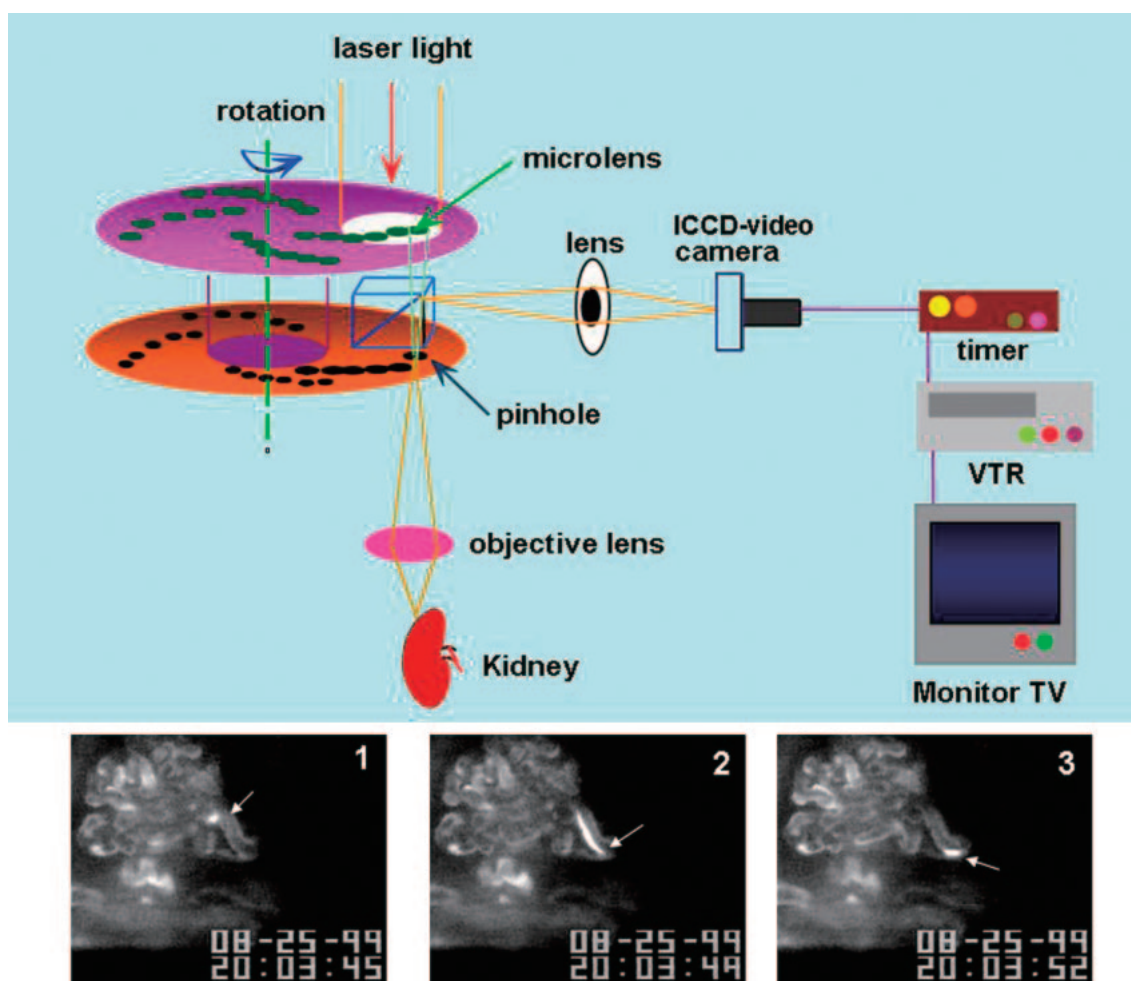 laser light
rotation
microlens
lens
ICCD-video
camera
timer
pinhole
VTR
objective lens
Kidney
Monitor TV
1
2
3
08-25-99
20:03:45
08-25-99
20:03:49
08-25-99
20:03:52